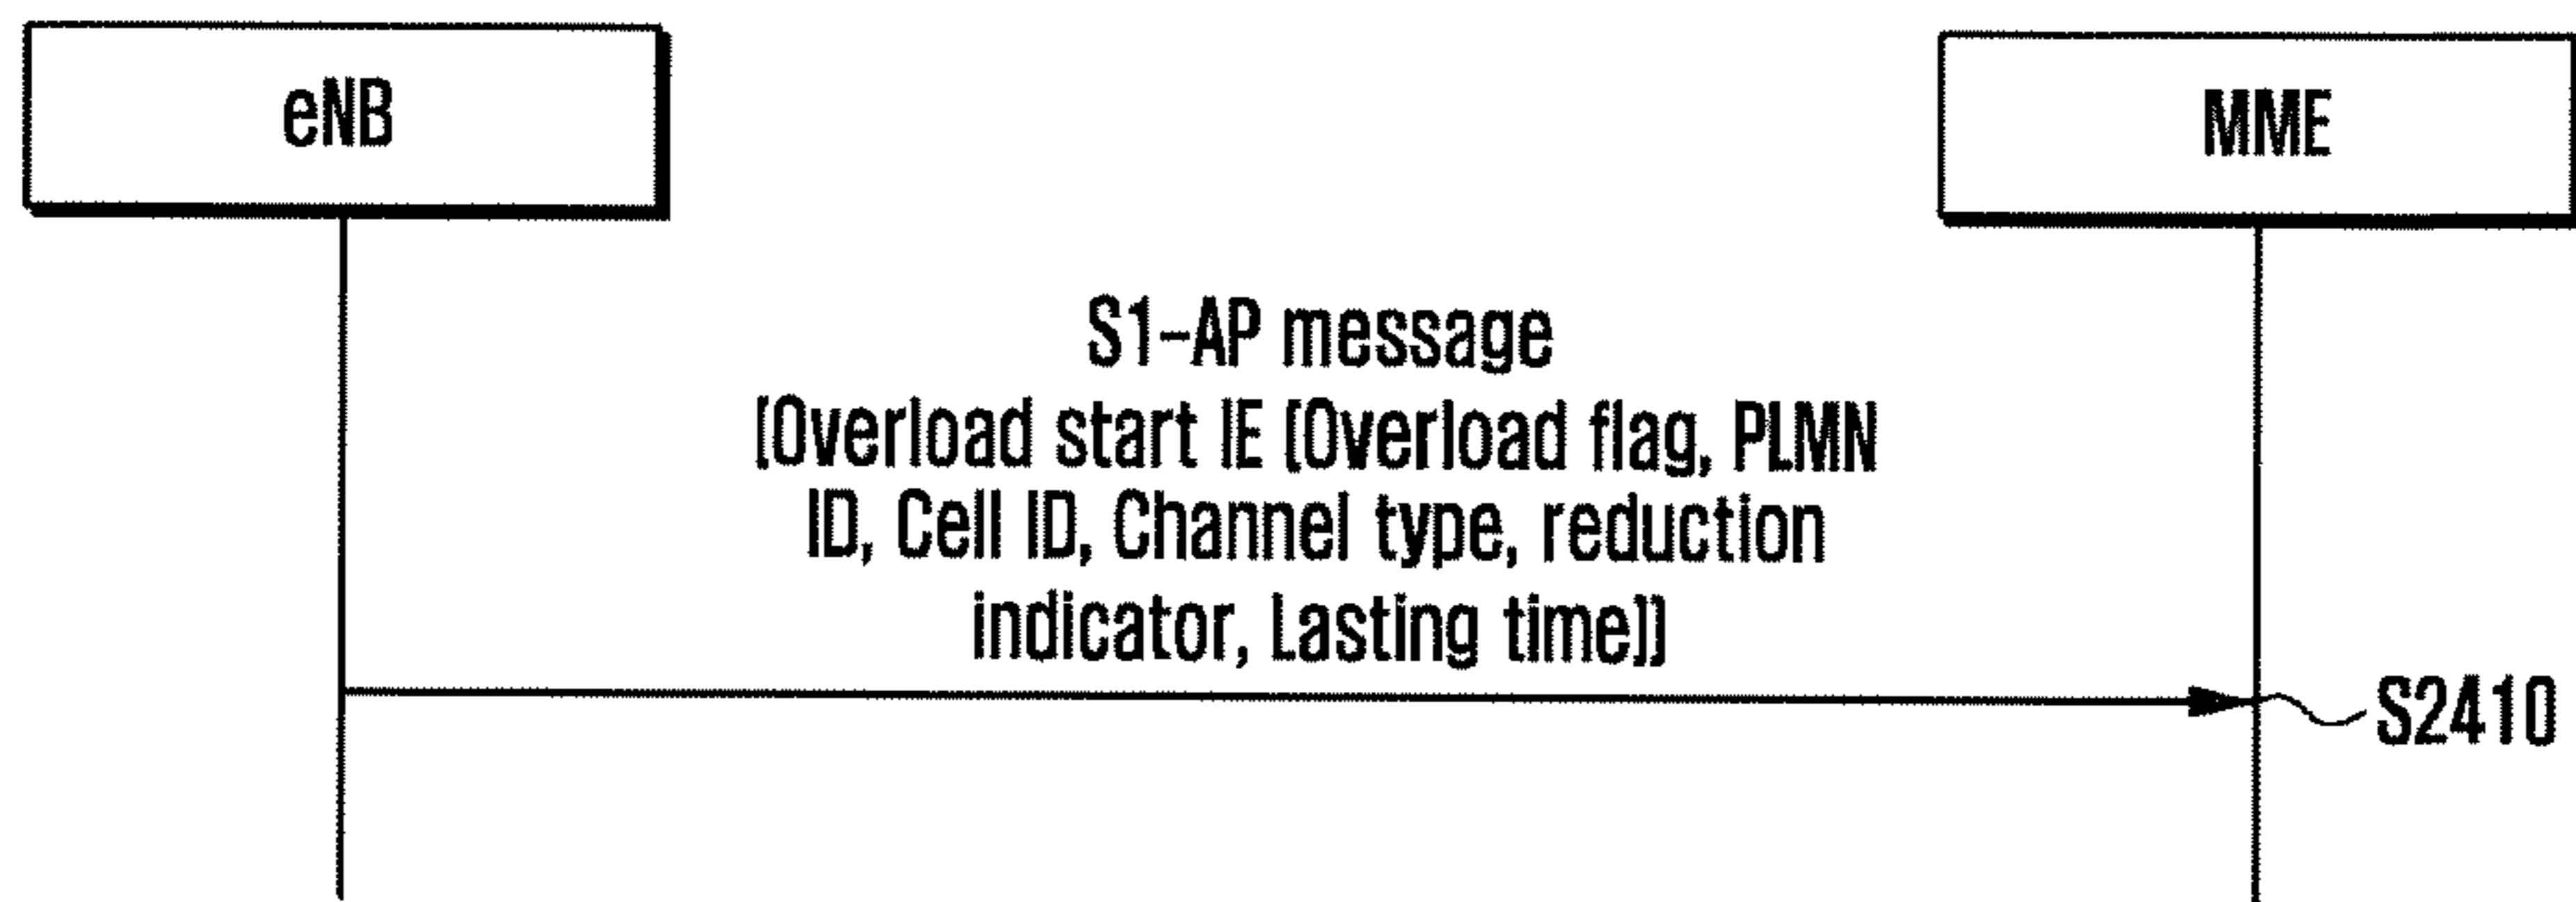 eNB
MME
S1-AP message
[Overload start IE [Overload flag, PLMN
ID, Cell ID, Channel type, reduction
indicator, Lasting time]]
S2410